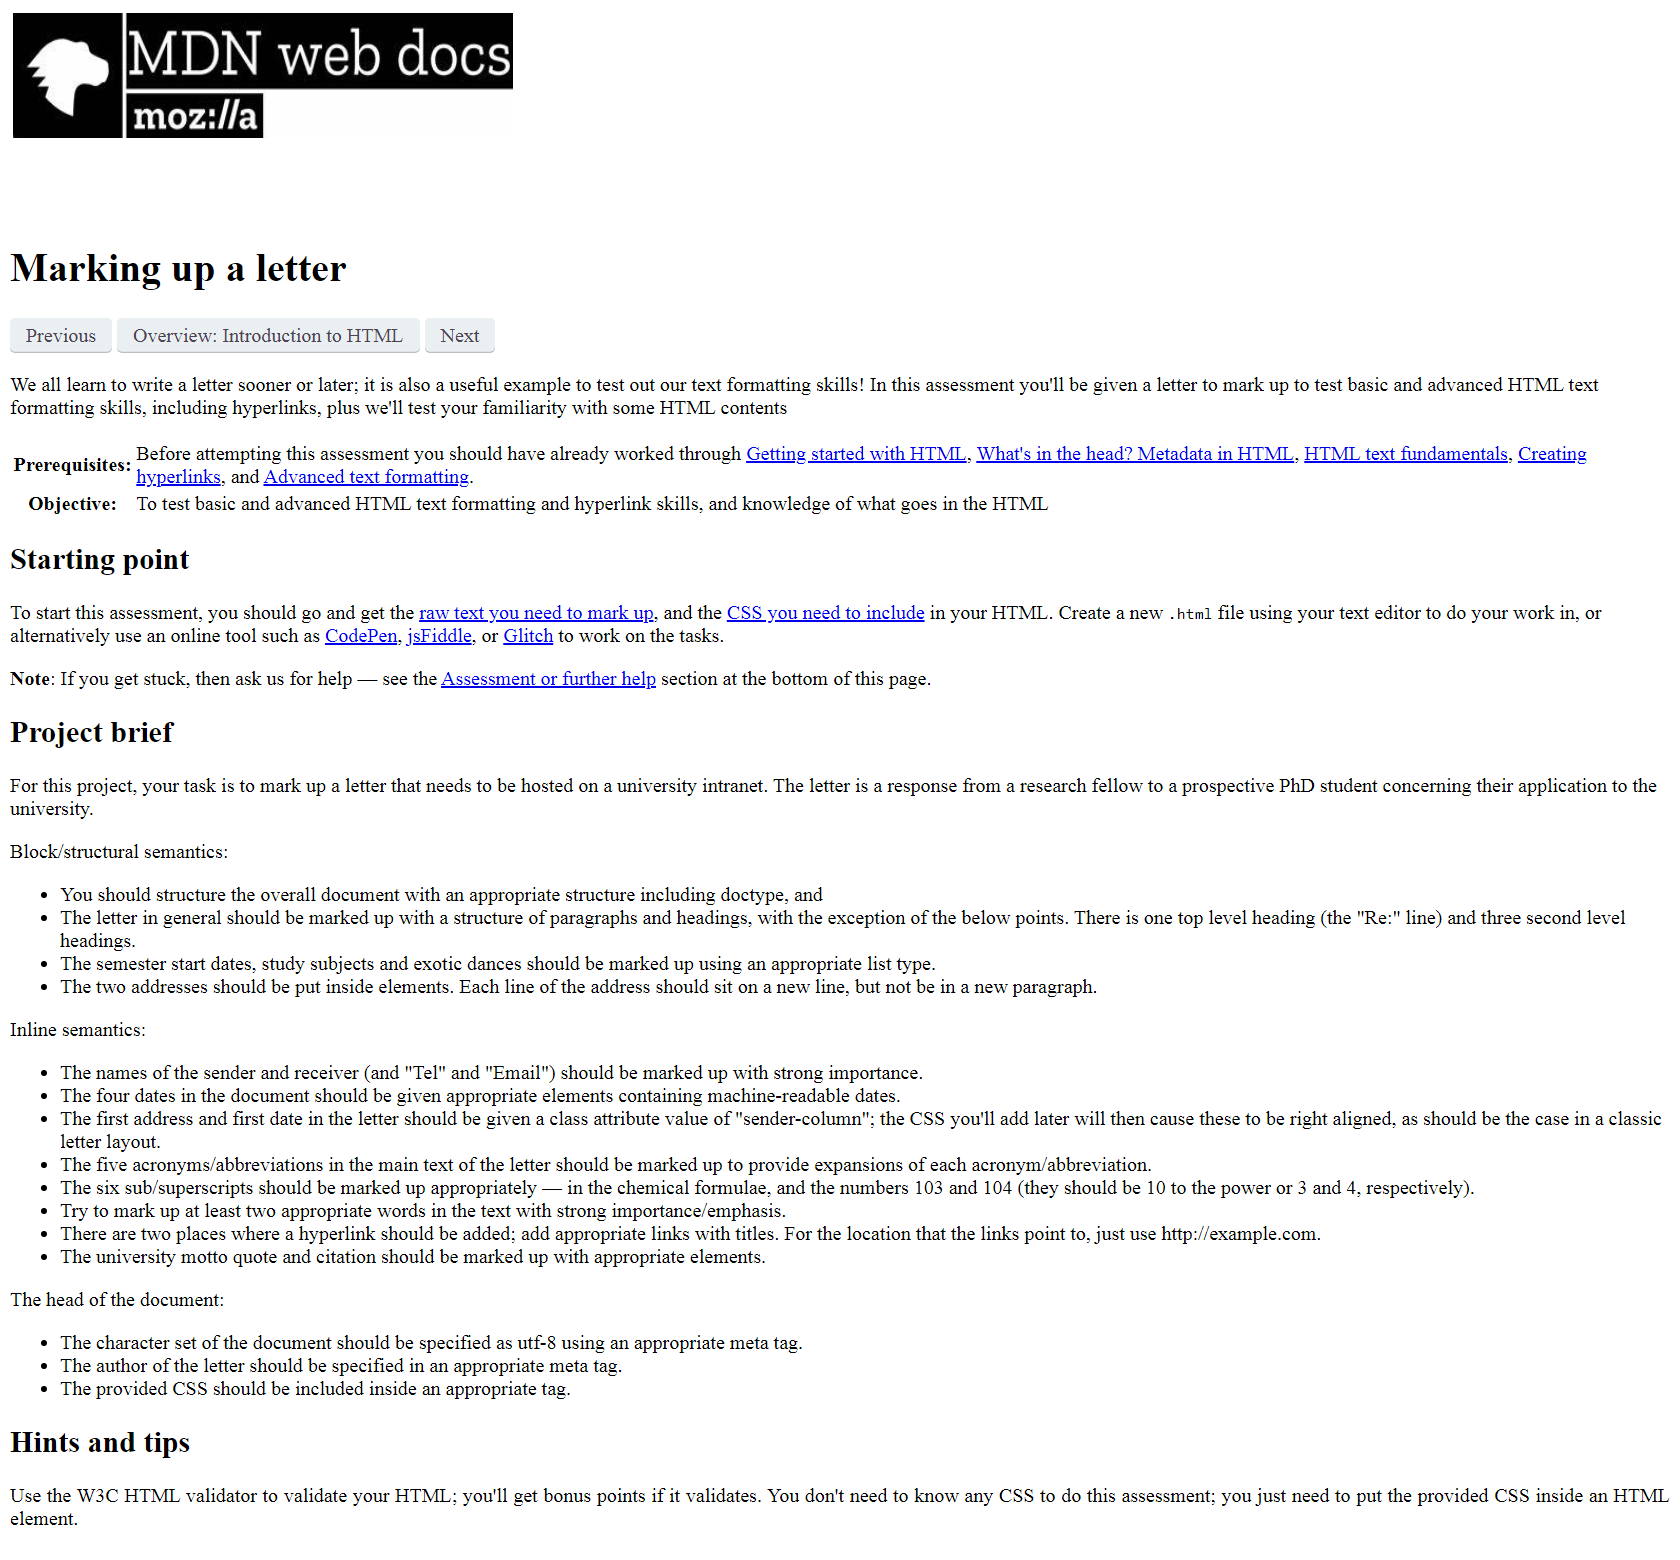 MDN web docs
moz://a
Marking up a letter
Previous Overview: Introduction to HTML Next
We all learn to write a letter sooner or later; it is also a useful example to test out our text formatting skills! In this assessment you'll be given a letter to mark up to test basic and advanced HTML text
formatting skills, including hyperlinks, plus we'll test your familiarity with some HTML contents
Prerequisites: Before attempting this assessment you should have already worked through Getting started with HTML, What's in the head? Metadata in HTML, HTML text fundamentals, Creating
hyperlinks, and Advanced text formatting.
Objective: To test basic and advanced HTML text formatting and hyperlink skills, and knowledge of what goes in the HTML
Starting point
To start this assessment, you should go and get the raw text you need to mark up, and the CSS you need to include in your HTML. Create a new .html file using your text editor to do your work in, or
alternatively use an online tool such as CodePen, jsFiddle, or Glitch to work on the tasks.
Note: If you get stuck, then ask us for help — see the Assessment or further help section at the bottom of this page.
Project brief
For this project, your task is to mark up a letter that needs to be hosted on a university intranet. The letter is a response from a research fellow to a prospective PhD student concerning their application to the
university.
Block/structural semantics:
• You should structure the overall document with an appropriate structure including doctype, and
• The letter in general should be marked up with a structure of paragraphs and headings, with the exception of the below points. There is one top level heading (the "Re:" line) and three second level
headings.
• The semester start dates, study subjects and exotic dances should be marked up using an appropriate list type.
• The two addresses should be put inside elements. Each line of the address should sit on a new line, but not be in a new paragraph.
Inline semantics:
• The names of the sender and receiver (and "Tel" and "Email") should be marked up with strong importance.
• The four dates in the document should be given appropriate elements containing machine-readable dates.
• The first address and first date in the letter should be given a class attribute value of "sender-column"; the CSS you'll add later will then cause these to be right aligned, as should be the case in a classic
letter layout.
• The five acronyms/abbreviations in the main text of the letter should be marked up to provide expansions of each acronym/abbreviation.
• The six sub/superscripts should be marked up appropriately — in the chemical formulae, and the numbers 103 and 104 (they should be 10 to the power or 3 and 4, respectively).
• Try to mark up at least two appropriate words in the text with strong importance/emphasis.
• There are two places where a hyperlink should be added; add appropriate links with titles. For the location that the links point to, just use http://example.com.
• The university motto quote and citation should be marked up with appropriate elements.
The head of the document:
• The character set of the document should be specified as utf-8 using an appropriate meta tag.
• The author of the letter should be specified in an appropriate meta tag.
• The provided CSS should be included inside an appropriate tag.
Hints and tips
Use the W3C HTML validator to validate your HTML; you'll get bonus points if it validates. You don't need to know any CSS to do this assessment; you just need to put the provided CSS inside an HTML
element.